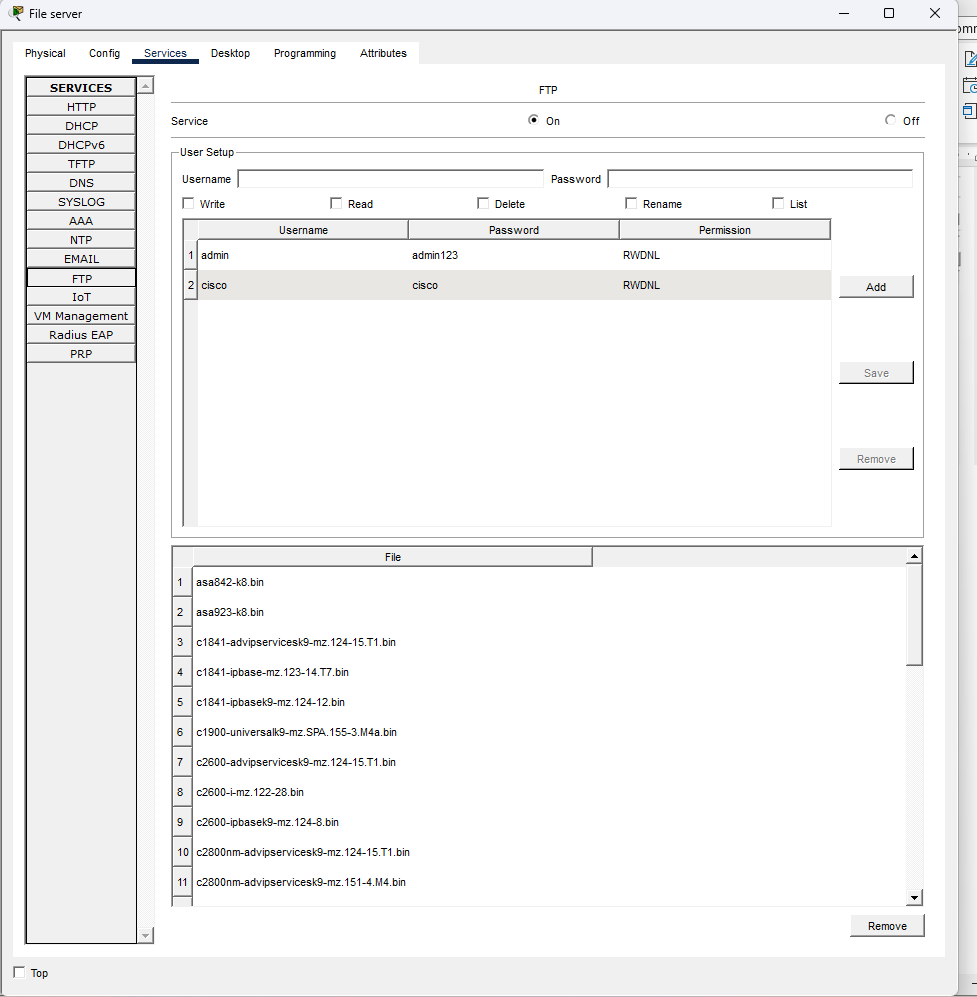 File server
Physical Config Services Desktop Programming Attributes
SERVICES
HTTP
DHCP
DHCPv6
TFTP
DNS
SYSLOG
AAA
NTP
EMAIL
FTP
IoT
VM Management
Radius EAP
PRP
FTP
Service On Off
User Setup
Username Password
Write Read Delete Rename List
Username Password Permission
1 admin admin123 RWDNL
2 cisco cisco RWDNL
Add
Save
Remove
File
1 asa842-k8.bin
2 asa923-k8.bin
3 c1841-advipservicesk9-mz.124-15.T1.bin
4 c1841-ipbase-mz.123-14.T7.bin
5 c1841-ipbasek9-mz.124-12.bin
6 c1900-universalk9-mz.SPA.155-3.M4a.bin
7 c2600-advipservicesk9-mz.124-15.T1.bin
8 c2600-i-mz.122-28.bin
9 c2600-ipbasek9-mz.124-8.bin
10 c2800nm-advipservicesk9-mz.124-15.T1.bin
11 c2800nm-advipservicesk9-mz.151-4.M4.bin
Remove
Top